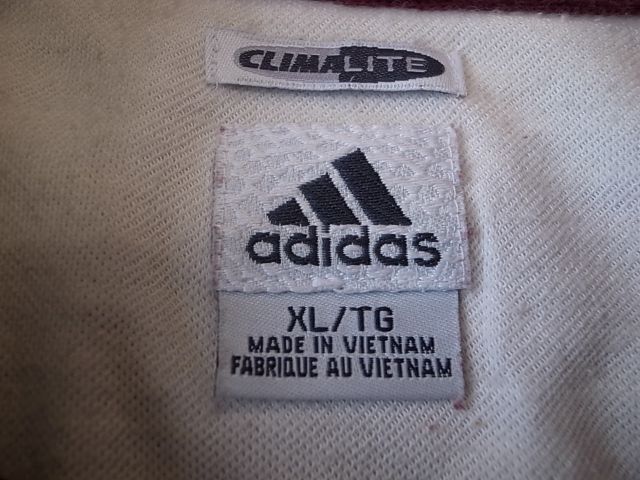 CLIMALITE
adidas
XL/TG
MADE IN VIETNAM
FABRIQUE AU VIETNAM